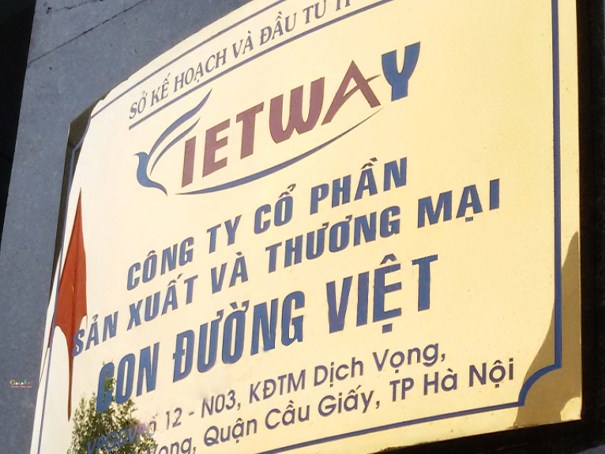 SỞ KẾ HOẠCH VÀ ĐẦU TƯ
VIETWAY
CÔNG TY CỔ PHẦN
SẢN XUẤT VÀ THƯƠNG MẠI
CON ĐƯỜNG VIỆT
12 - N03, KĐTM Dịch Vọng,
Vọng, Quận Cầu Giấy, TP Hà Nội